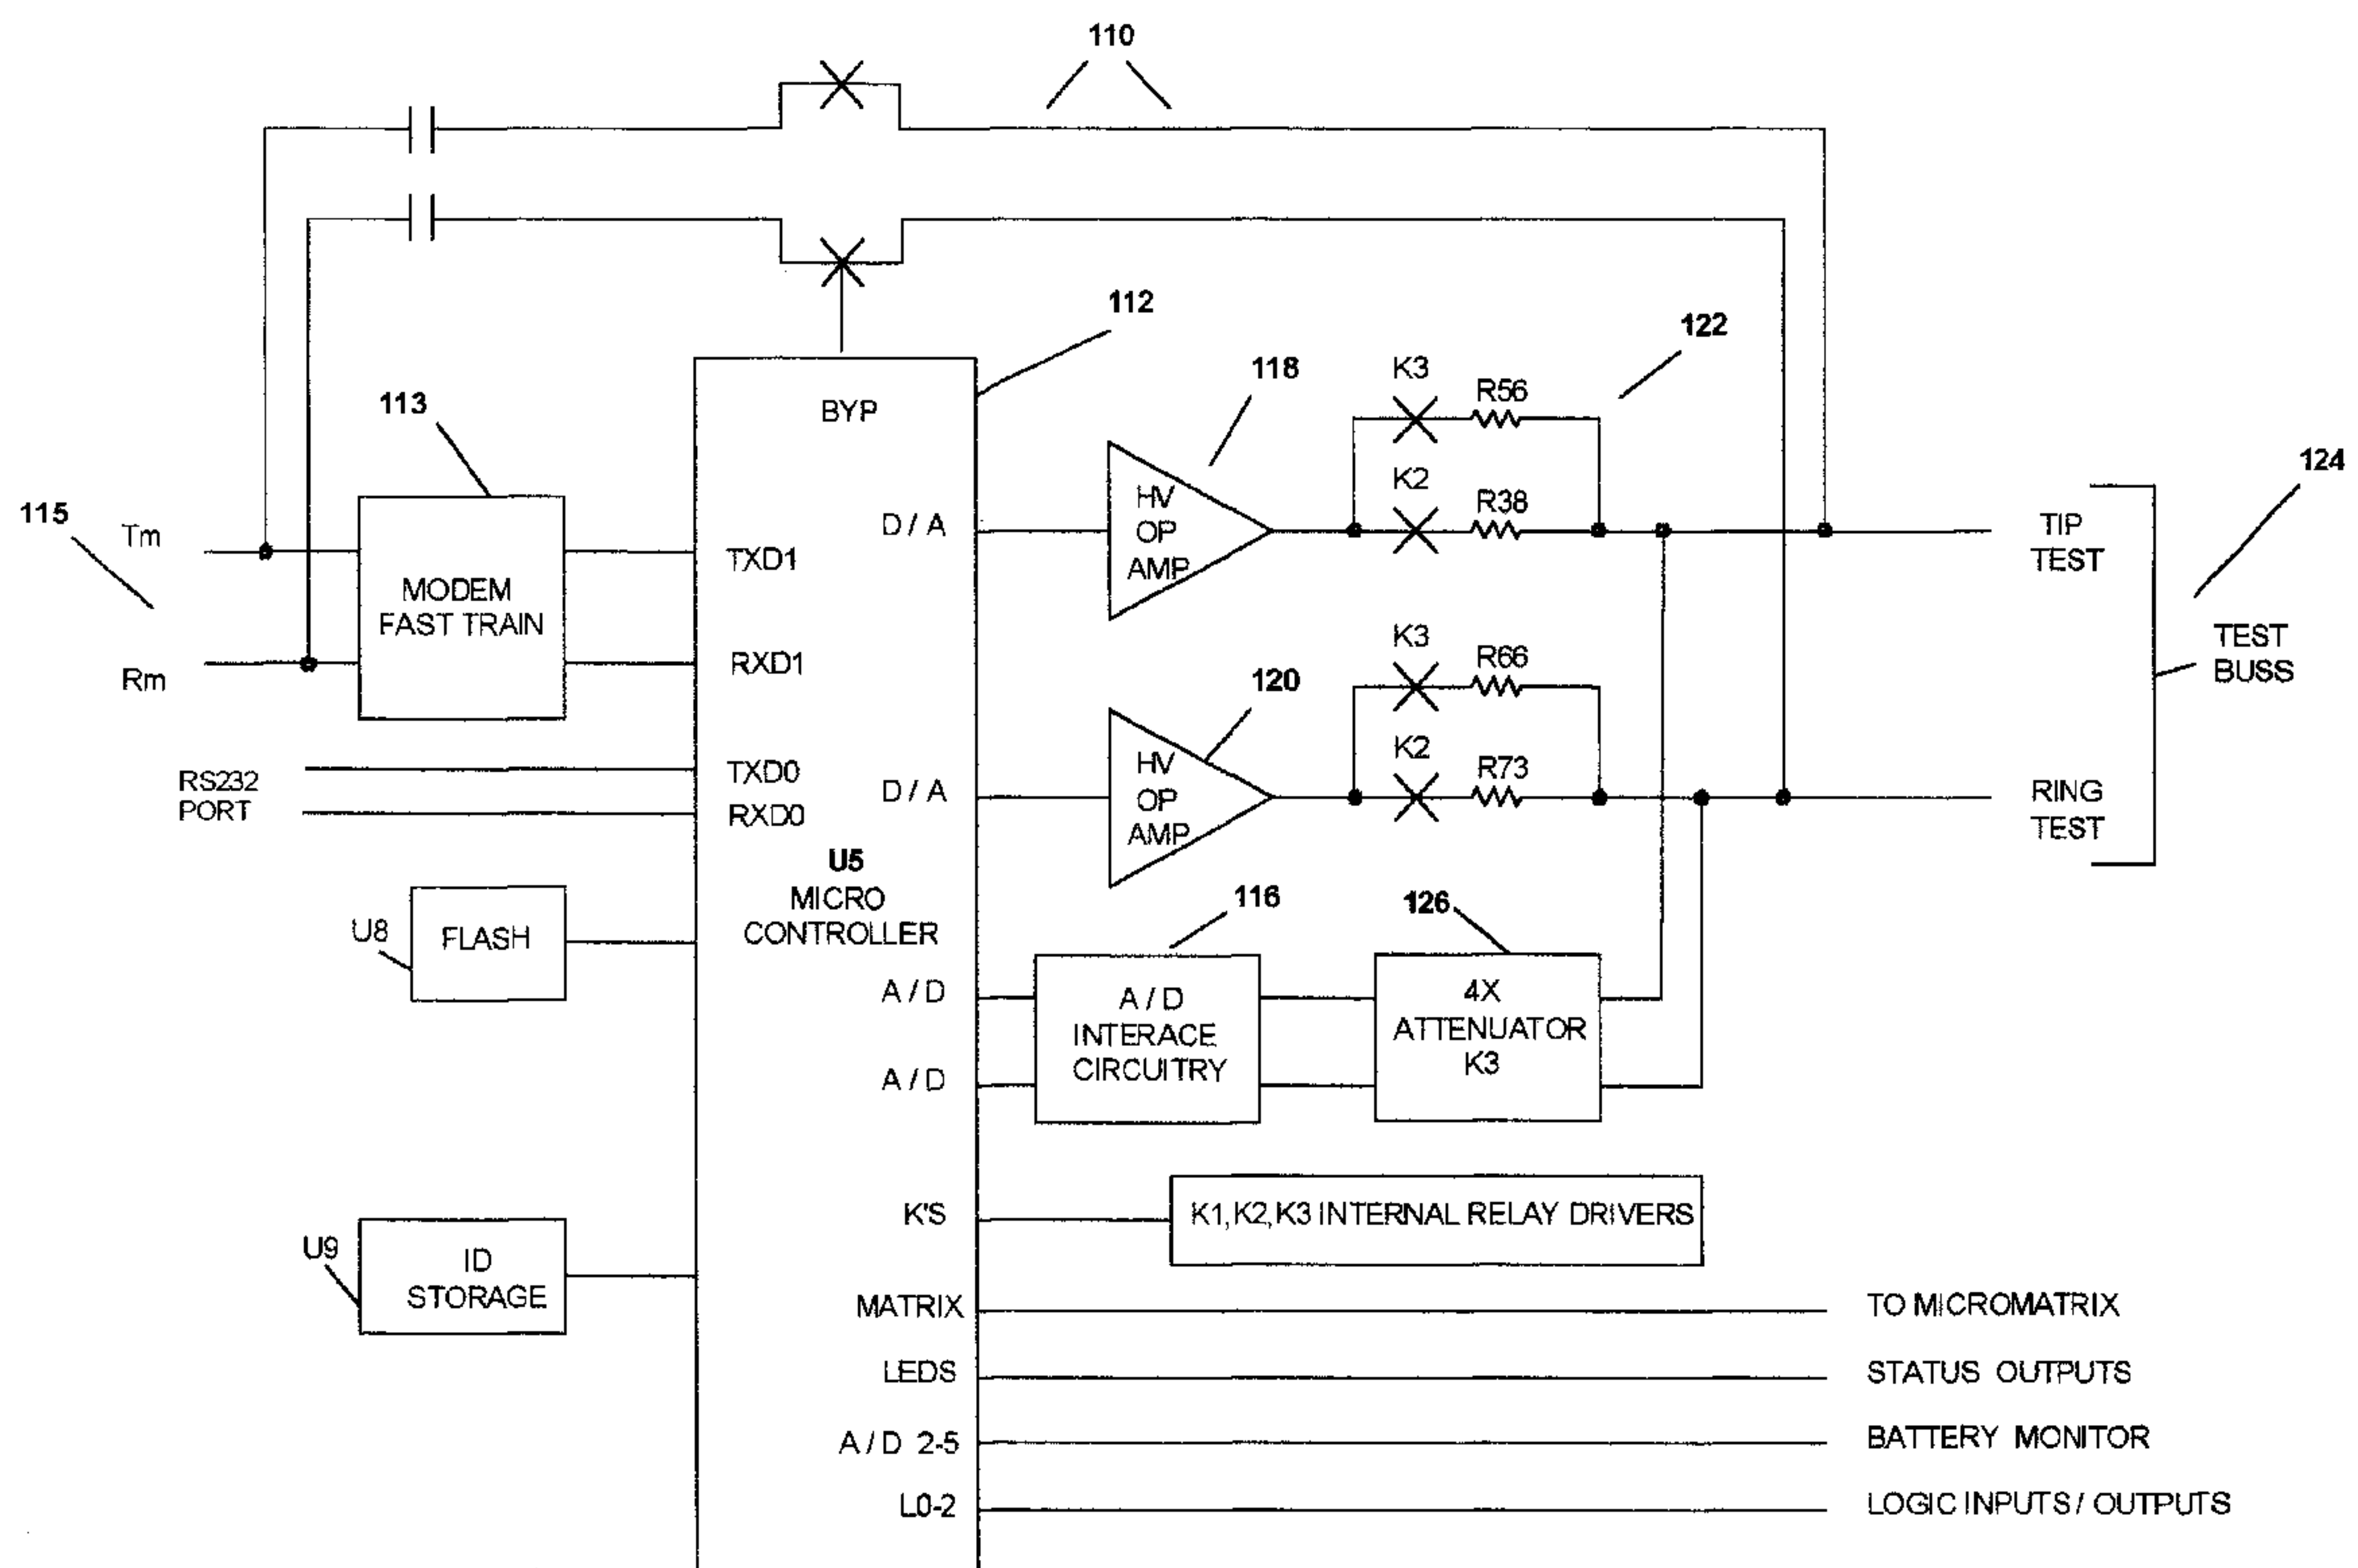 110
112
122
118
K3
R56
113
BYP
124
K2
R38
HV
OP
AMP
D / A
TIP
TEST
115
Tm
TXD1
MODEM
FAST TRAIN
K3
R66
TEST
BUSS
RXD1
Rm
120
K2
R73
HV
OP
AMP
RS232
PORT
TXD0
RXD0
D / A
RING
TEST
U5
MICRO
CONTROLLER
116
126
U8
FLASH
A / D
A / D
INTERACE
CIRCUITRY
4X
ATTENUATOR
K3
A / D
K'S
K1, K2, K3 INTERNAL RELAY DRIVERS
U9
ID
STORAGE
MATRIX
TO MICROMATRIX
LEDS
STATUS OUTPUTS
A / D 2-5
BATTERY MONITOR
L0-2
LOGIC INPUTS / OUTPUTS